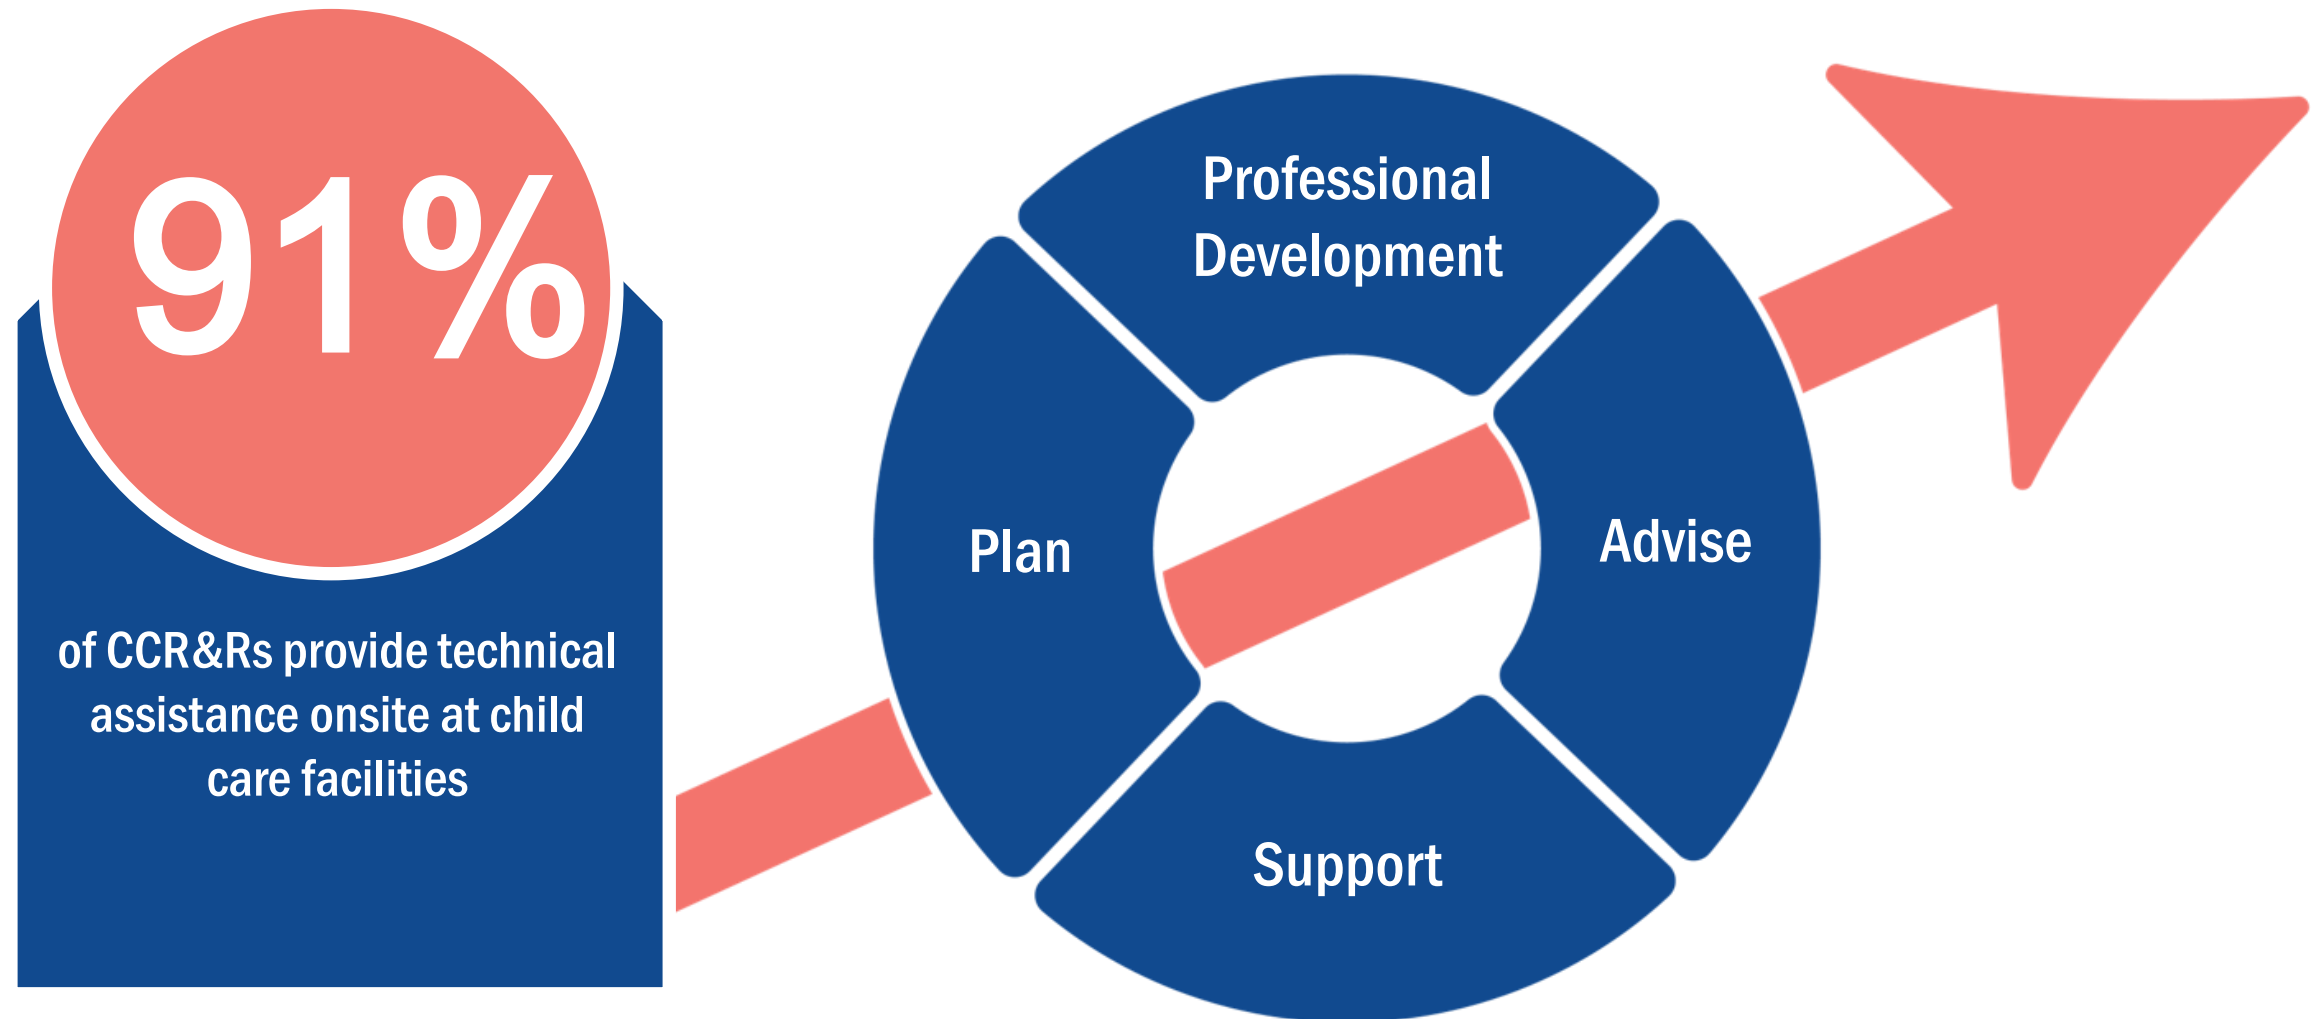 91%
of CCR&Rs provide technical
assistance onsite at child
care facilities
Professional
Development
Plan
Advise
Support